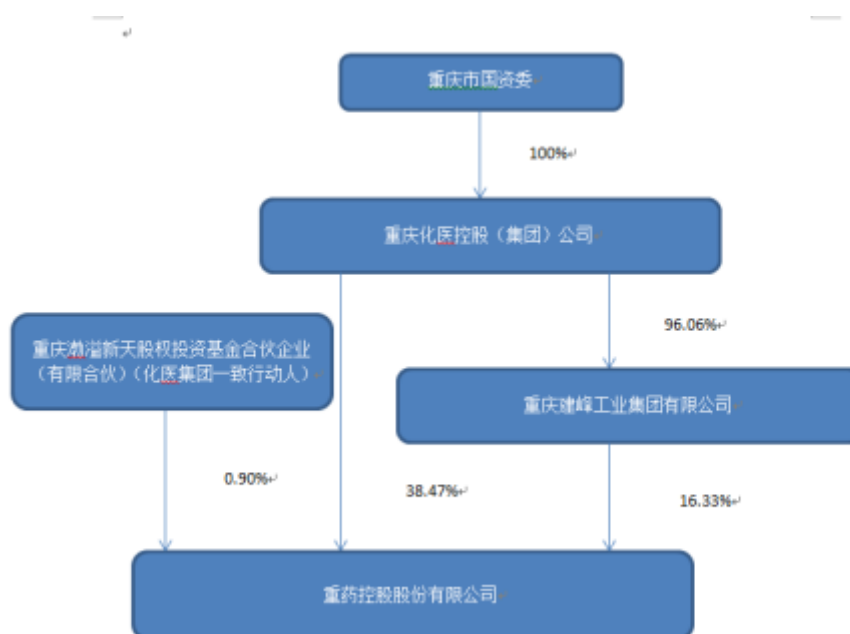 重庆市国资委
100%
重庆化医控股（集团）公司
96.06%
重庆渤溢新天股权投资基金合伙企业
（有限合伙）（化医集团一致行动人）
重庆建峰工业集团有限公司
0.90%
38.47%
16.33%
重药控股股份有限公司